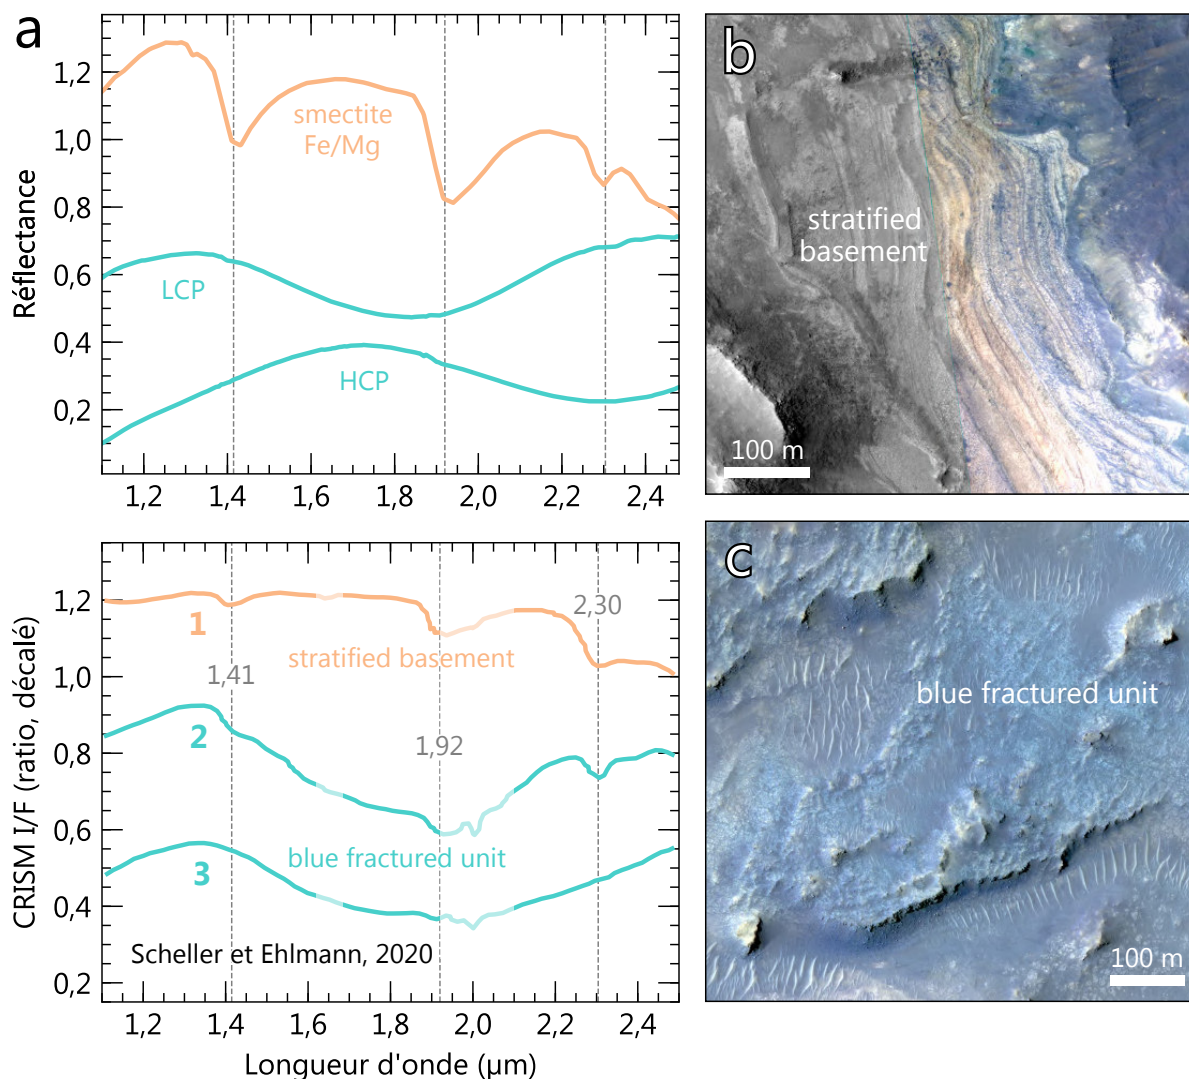 a
Réflectance
1,2
1,0
0,8
0,6
0,4
0,2
smectite
Fe/Mg
LCP
HCP
1,2
1,4
1,6
1,8
2,0
2,2
2,4
b
stratified
basement
100 m
CRISM I/F (ratio, décalé)
1,2
1,0
0,8
0,6
0,4
0,2
1
stratified basement
2,30
1,41
2
1,92
blue fractured unit
3
Scheller et Ehlmann, 2020
1,2
1,4
1,6
1,8
2,0
2,2
2,4
Longueur d'onde (µm)
c
blue fractured unit
100 m